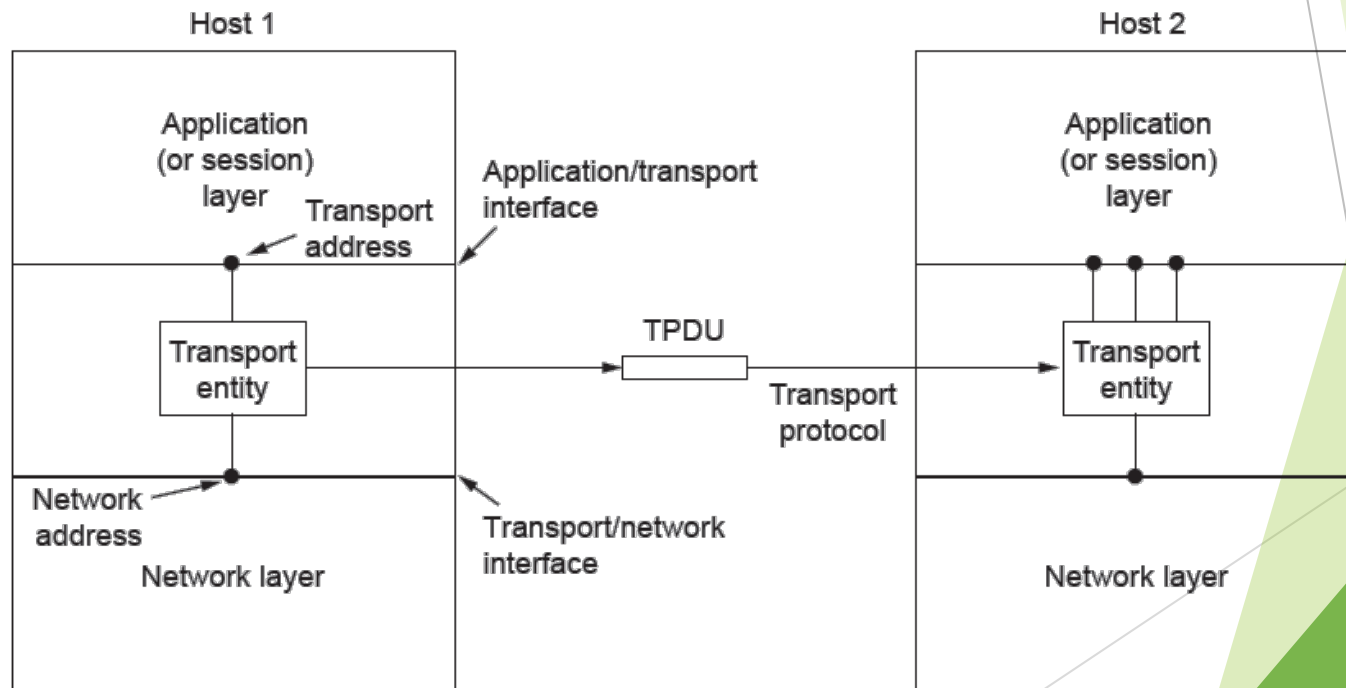 Host 1
Host 2
Application
(or session)
layer
Transport
address
Application/transport
interface
Application
(or session)
layer
Transport
entity
TPDU
Transport
protocol
Transport
entity
Network
address
Transport/network
interface
Network layer
Network layer